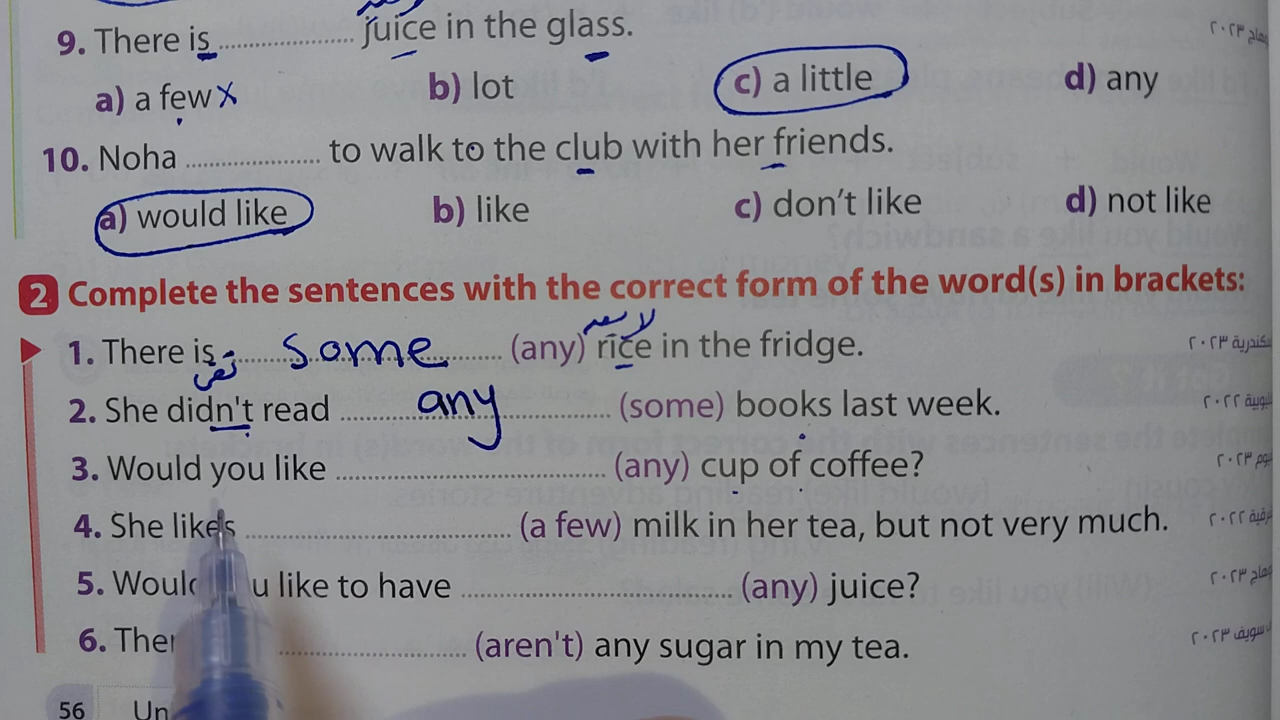 9. There is .................... juice in the glass.
a) a few x b) lot c) a little d) any
10. Noha .................... to walk to the club with her friends.
a) would like b) like c) don't like d) not like
2 Complete the sentences with the correct form of the word(s) in brackets:
لا يعد
1. There is some (any) rice in the fridge.
2. She didn't read any (some) books last week.
3. Would you like .................... (any) cup of coffee?
4. She likes .................... (a few) milk in her tea, but not very much.
5. like to have .................... (any) juice?
6. .................... (aren't) any sugar in my tea.
56